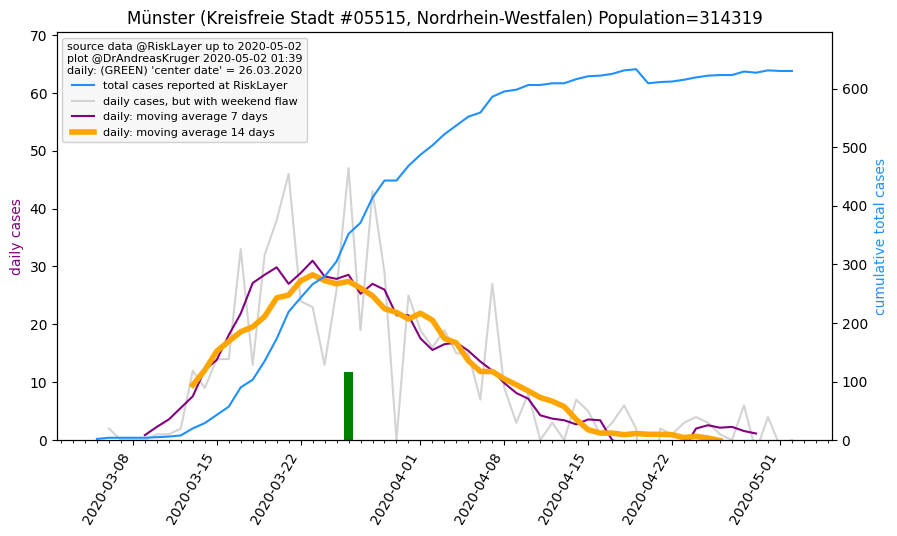 Münster (Kreisfreie Stadt #05515, Nordrhein-Westfalen) Population=314319
source data @RiskLayer up to 2020-05-02
plot @DrAndreasKruger 2020-05-02 01:39
daily: (GREEN) 'center date' = 26.03.2020
total cases reported at RiskLayer
daily cases, but with weekend flaw
daily: moving average 7 days
daily: moving average 14 days
daily cases
70
60
50
40
30
20
10
0
600
500
400
300
200
100
0
cumulative total cases
2020-03-08
2020-03-15
2020-03-22
2020-04-01
2020-04-08
2020-04-15
2020-04-22
2020-05-01